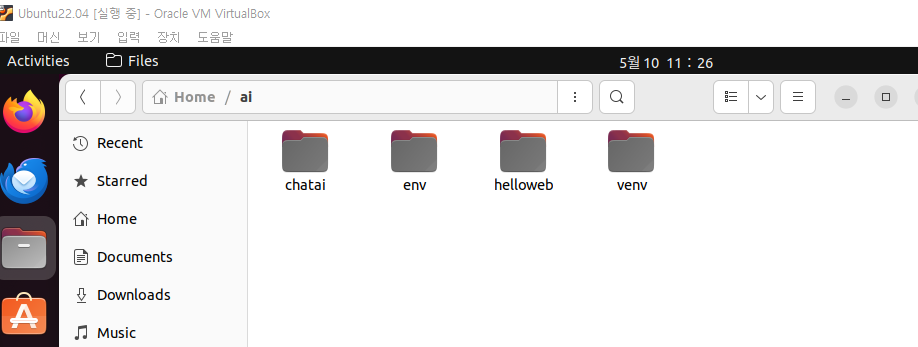 Ubuntu22.04 [실행 중] - Oracle VM VirtualBox
파일 머신 보기 입력 장치 도움말
Activities Files 5월 10 11 : 26
Home / ai
Recent
Starred
Home
Documents
Downloads
Music
chatai env helloweb venv